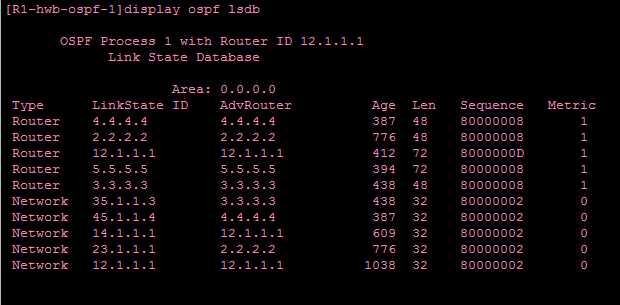 [R1-hwb-ospf-1]display ospf lsdb
OSPF Process 1 with Router ID 12.1.1.1
Link State Database
Area: 0.0.0.0
Type LinkState ID AdvRouter Age Len Sequence Metric
Router 4.4.4.4 4.4.4.4 387 48 80000008 1
Router 2.2.2.2 2.2.2.2 776 48 80000008 1
Router 12.1.1.1 12.1.1.1 412 72 8000000D 1
Router 5.5.5.5 5.5.5.5 394 72 80000008 1
Router 3.3.3.3 3.3.3.3 438 48 80000008 1
Network 35.1.1.3 3.3.3.3 438 32 80000002 0
Network 45.1.1.4 4.4.4.4 387 32 80000002 0
Network 14.1.1.1 12.1.1.1 609 32 80000002 0
Network 23.1.1.1 2.2.2.2 776 32 80000002 0
Network 12.1.1.1 12.1.1.1 1038 32 80000002 0